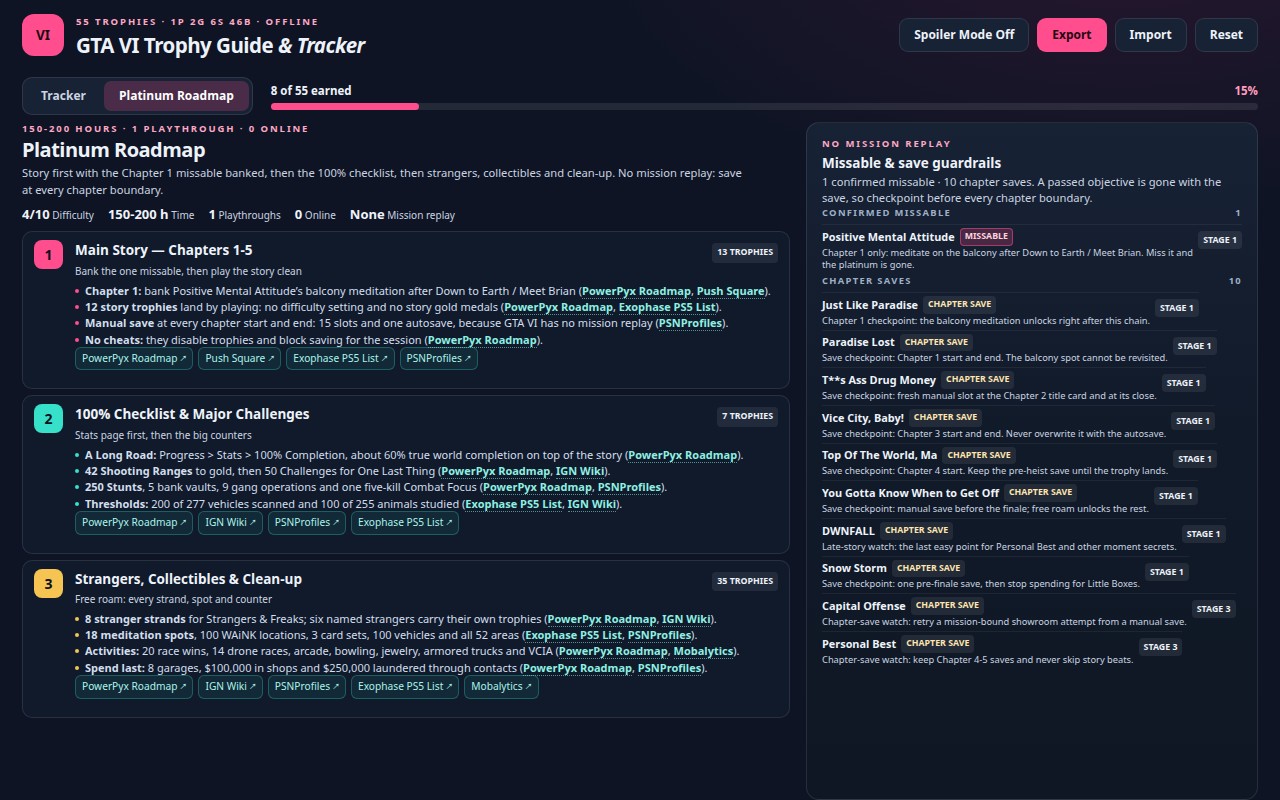 VI
55 TROPHIES · 1P 2G 6S 46B · OFFLINE
GTA VI Trophy Guide & Tracker
Spoiler Mode Off
Export
Import
Reset
Tracker
Platinum Roadmap
8 of 55 earned
15%
150-200 HOURS · 1 PLAYTHROUGH · 0 ONLINE
Platinum Roadmap
Story first with the Chapter 1 missable banked, then the 100% checklist, then strangers, collectibles and clean-up. No mission replay: save
at every chapter boundary.
4/10 Difficulty 150-200 h Time 1 Playthroughs 0 Online None Mission replay
1
Main Story — Chapters 1-5
13 TROPHIES
Bank the one missable, then play the story clean
• Chapter 1: bank Positive Mental Attitude's balcony meditation after Down to Earth / Meet Brian (PowerPyx Roadmap, Push Square).
• 12 story trophies land by playing: no difficulty setting and no story gold medals (PowerPyx Roadmap, Exophase PS5 List).
• Manual save at every chapter start and end: 15 slots and one autosave, because GTA VI has no mission replay (PSNProfiles).
• No cheats: they disable trophies and block saving for the session (PowerPyx Roadmap).
PowerPyx Roadmap ↗ Push Square ↗ Exophase PS5 List ↗ PSNProfiles ↗
2
100% Checklist & Major Challenges
7 TROPHIES
Stats page first, then the big counters
• A Long Road: Progress > Stats > 100% Completion, about 60% true world completion on top of the story (PowerPyx Roadmap).
• 42 Shooting Ranges to gold, then 50 Challenges for One Last Thing (PowerPyx Roadmap, IGN Wiki).
• 250 Stunts, 5 bank vaults, 9 gang operations and one five-kill Combat Focus (PowerPyx Roadmap, PSNProfiles).
• Thresholds: 200 of 277 vehicles scanned and 100 of 255 animals studied (Exophase PS5 List, IGN Wiki).
PowerPyx Roadmap ↗ IGN Wiki ↗ PSNProfiles ↗ Exophase PS5 List ↗
3
Strangers, Collectibles & Clean-up
35 TROPHIES
Free roam: every strand, spot and counter
• 8 stranger strands for Strangers & Freaks; six named strangers carry their own trophies (PowerPyx Roadmap, IGN Wiki).
• 18 meditation spots, 100 WAiNK locations, 3 card sets, 100 vehicles and all 52 areas (Exophase PS5 List, PSNProfiles).
• Activities: 20 race wins, 14 drone races, arcade, bowling, jewelry, armored trucks and VCIA (PowerPyx Roadmap, Mobalytics).
• Spend last: 8 garages, $100,000 in shops and $250,000 laundered through contacts (PowerPyx Roadmap, PSNProfiles).
PowerPyx Roadmap ↗ IGN Wiki ↗ PSNProfiles ↗ Exophase PS5 List ↗ Mobalytics ↗
NO MISSION REPLAY
Missable & save guardrails
1 confirmed missable · 10 chapter saves. A passed objective is gone with the
save, so checkpoint before every chapter boundary.
CONFIRMED MISSABLE 1
Positive Mental Attitude MISSABLE STAGE 1
Chapter 1 only: meditate on the balcony after Down to Earth / Meet Brian. Miss it and
the platinum is gone.
CHAPTER SAVES 10
Just Like Paradise CHAPTER SAVE STAGE 1
Chapter 1 checkpoint: the balcony meditation unlocks right after this chain.
Paradise Lost CHAPTER SAVE STAGE 1
Save checkpoint: Chapter 1 start and end. The balcony spot cannot be revisited.
T**s Ass Drug Money CHAPTER SAVE STAGE 1
Save checkpoint: fresh manual slot at the Chapter 2 title card and at its close.
Vice City, Baby! CHAPTER SAVE STAGE 1
Save checkpoint: Chapter 3 start and end. Never overwrite it with the autosave.
Top Of The World, Ma CHAPTER SAVE STAGE 1
Save checkpoint: Chapter 4 start. Keep the pre-heist save until the trophy lands.
You Gotta Know When to Get Off CHAPTER SAVE STAGE 1
Save checkpoint: manual save before the finale; free roam unlocks the rest.
DWNFALL CHAPTER SAVE STAGE 1
Late-story watch: the last easy point for Personal Best and other moment secrets.
Snow Storm CHAPTER SAVE STAGE 1
Save checkpoint: one pre-finale save, then stop spending for Little Boxes.
Capital Offense CHAPTER SAVE STAGE 3
Chapter-save watch: retry a mission-bound showroom attempt from a manual save.
Personal Best CHAPTER SAVE STAGE 3
Chapter-save watch: keep Chapter 4-5 saves and never skip story beats.